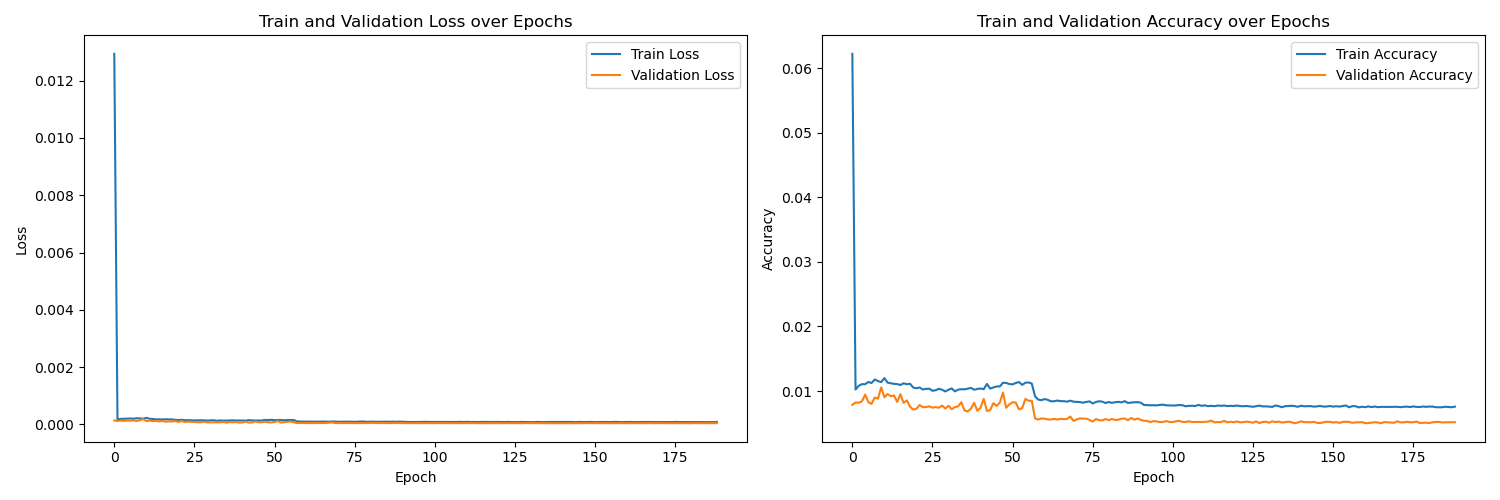 Train and Validation Loss over Epochs
Train Loss
Validation Loss
0.012
0.010
0.008
0.006
0.004
0.002
0.000
Loss
0 25 50 75 100 125 150 175
Epoch
Train and Validation Accuracy over Epochs
Train Accuracy
Validation Accuracy
0.06
0.05
0.04
0.03
0.02
0.01
Accuracy
0 25 50 75 100 125 150 175
Epoch